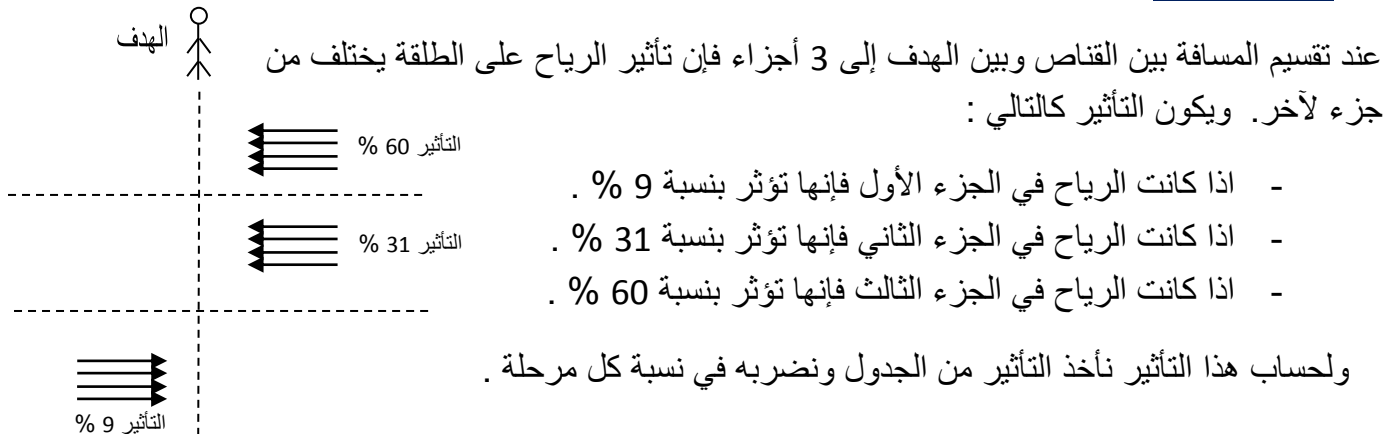 الهدف
عند تقسيم المسافة بين القناص وبين الهدف إلى 3 أجزاء فإن تأثير الرياح على الطلقة يختلف من
جزء لآخر. ويكون التأثير كالتالي :
التأثير 60 %
- اذا كانت الرياح في الجزء الأول فإنها تؤثر بنسبة 9 % .
- اذا كانت الرياح في الجزء الثاني فإنها تؤثر بنسبة 31 % .
التأثير 31 %
- اذا كانت الرياح في الجزء الثالث فإنها تؤثر بنسبة 60 % .
ولحساب هذا التأثير نأخذ التأثير من الجدول ونضربه في نسبة كل مرحلة .
التأثير 9 %